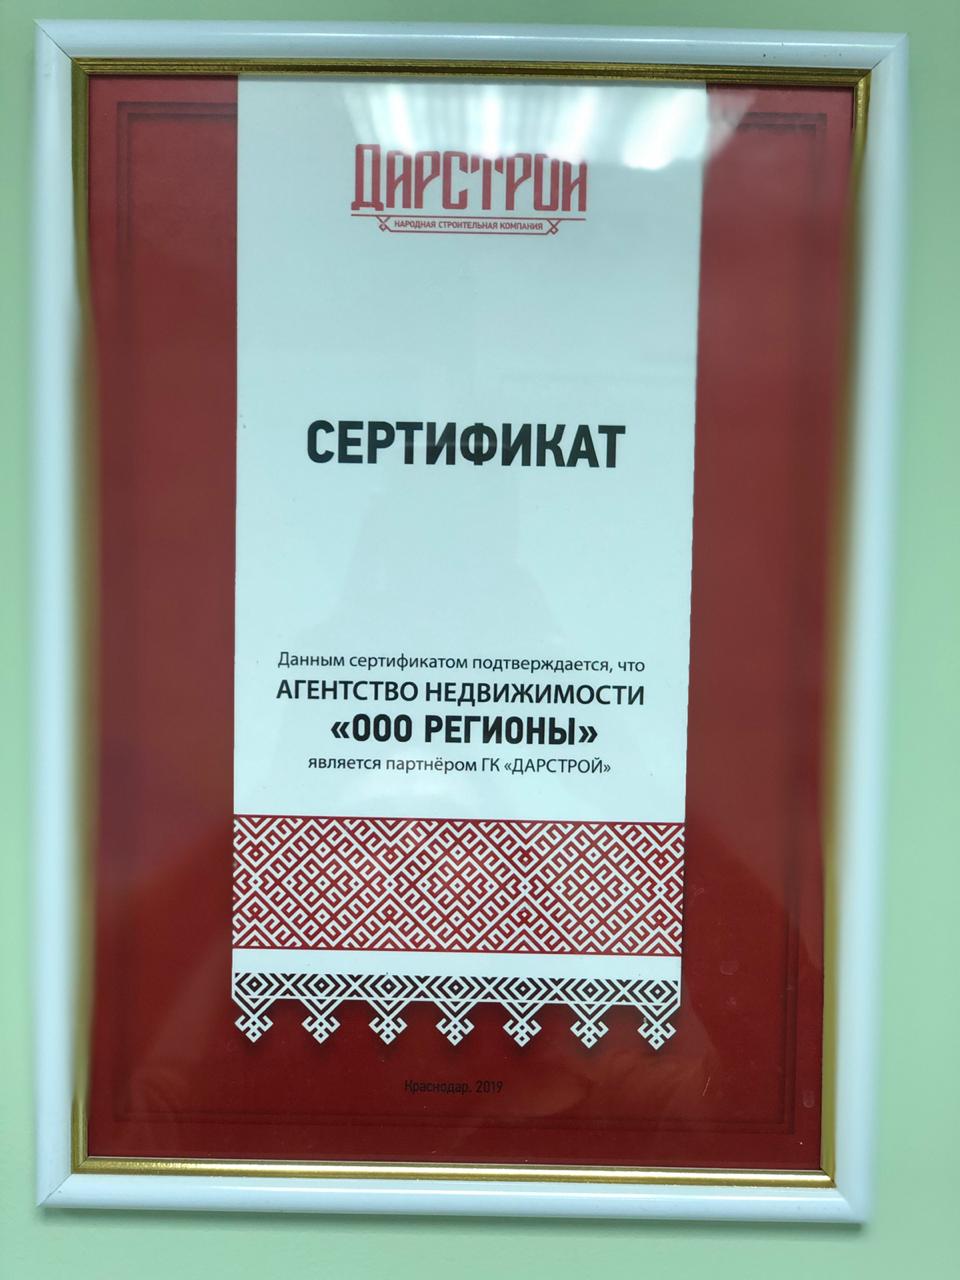 ДАРСТРОЙ
НАРОДНАЯ СТРОИТЕЛЬНАЯ КОМПАНИЯ
СЕРТИФИКАТ
Данным сертификатом подтверждается, что
АГЕНТСТВО НЕДВИЖИМОСТИ
«ООО РЕГИОНЫ»
является партнёром ГК «ДАРСТРОЙ»
Краснодар. 2019